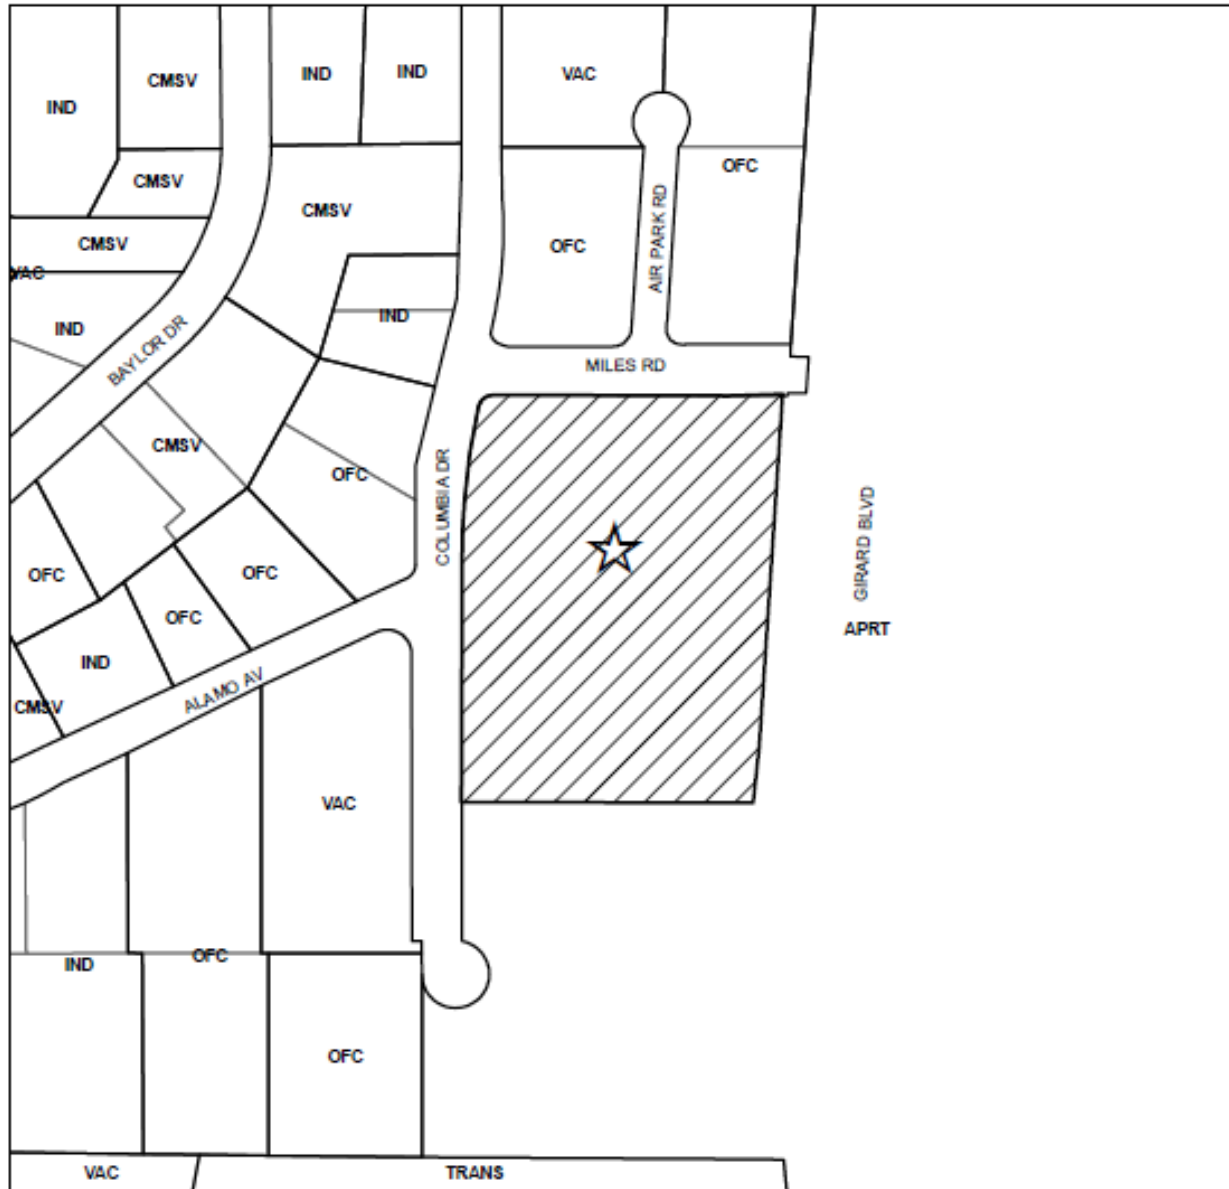 IND
CMSV
IND
IND
VAC
CMSV
CMSV
OFC
CMSV
OFC
AIR PARK RD
CMSV
VAC
IND
IND
BAYLOR DR
MILES RD
CMSV
OFC
COLUMBIA DR
GIRARD BLVD
OFC
OFC
OFC
APRT
IND
ALAMO AV
CMSV
VAC
OFC
IND
OFC
VAC
TRANS